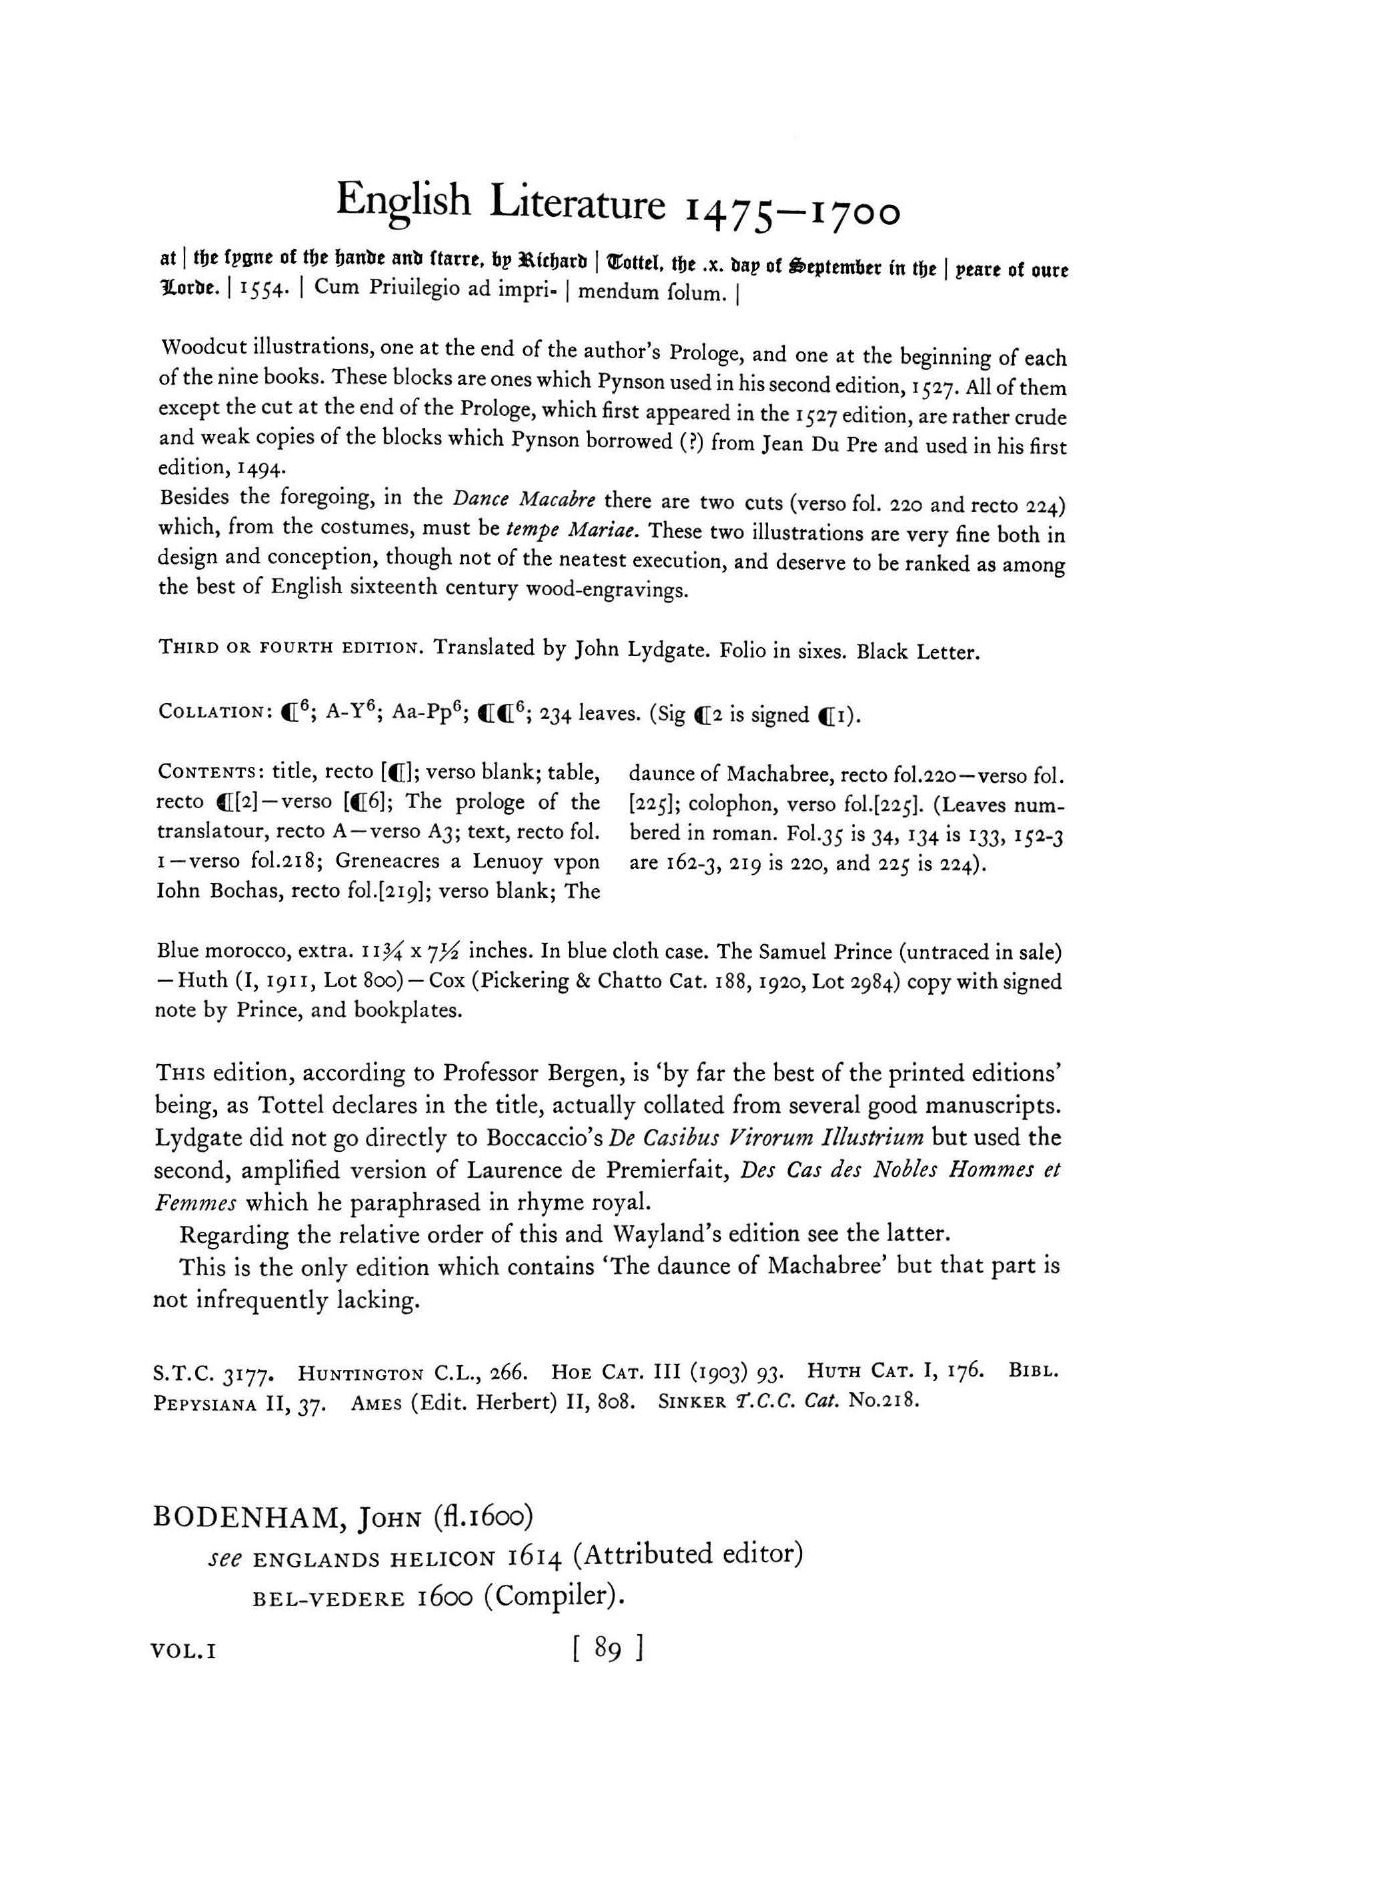 English Literature 1475—1700
at | the ſygne of the hande and ſtarre, by Richard | Tottel, the .x. day of September in the | yeare of oure
Lorde. | 1554. | Cum Priuilegio ad impri- | mendum ſolum. |
Woodcut illustrations, one at the end of the author's Prologe, and one at the beginning of each
of the nine books. These blocks are ones which Pynson used in his second edition, 1527. All of them
except the cut at the end of the Prologe, which first appeared in the 1527 edition, are rather crude
and weak copies of the blocks which Pynson borrowed (?) from Jean Du Pre and used in his first
edition, 1494.
Besides the foregoing, in the Dance Macabre there are two cuts (verso fol. 220 and recto 224)
which, from the costumes, must be tempe Mariae. These two illustrations are very fine both in
design and conception, though not of the neatest execution, and deserve to be ranked as among
the best of English sixteenth century wood-engravings.
THIRD OR FOURTH EDITION. Translated by John Lydgate. Folio in sixes. Black Letter.
COLLATION: ¶⁶; A-Y⁶; Aa-Pp⁶; ¶¶⁶; 234 leaves. (Sig ¶2 is signed ¶1).
CONTENTS: title, recto [¶]; verso blank; table,
recto ¶[2]—verso [¶6]; The prologe of the
translatour, recto A—verso A3; text, recto fol.
1—verso fol.218; Greneacres a Lenuoy vpon
Iohn Bochas, recto fol.[219]; verso blank; The
daunce of Machabree, recto fol.220—verso fol.
[225]; colophon, verso fol.[225]. (Leaves num-
bered in roman. Fol.35 is 34, 134 is 133, 152-3
are 162-3, 219 is 220, and 225 is 224).
Blue morocco, extra. 11¾ x 7½ inches. In blue cloth case. The Samuel Prince (untraced in sale)
—Huth (I, 1911, Lot 800)—Cox (Pickering & Chatto Cat. 188, 1920, Lot 2984) copy with signed
note by Prince, and bookplates.
THIS edition, according to Professor Bergen, is 'by far the best of the printed editions'
being, as Tottel declares in the title, actually collated from several good manuscripts.
Lydgate did not go directly to Boccaccio's De Casibus Virorum Illustrium but used the
second, amplified version of Laurence de Premierfait, Des Cas des Nobles Hommes et
Femmes which he paraphrased in rhyme royal.
Regarding the relative order of this and Wayland's edition see the latter.
This is the only edition which contains 'The daunce of Machabree' but that part is
not infrequently lacking.
S.T.C. 3177. HUNTINGTON C.L., 266. HOE CAT. III (1903) 93. HUTH CAT. I, 176. BIBL.
PEPYSIANA II, 37. AMES (Edit. Herbert) II, 808. SINKER T.C.C. Cat. No.218.
BODENHAM, JOHN (fl.1600)
see ENGLANDS HELICON 1614 (Attributed editor)
BEL-VEDERE 1600 (Compiler).
VOL.I [ 89 ]